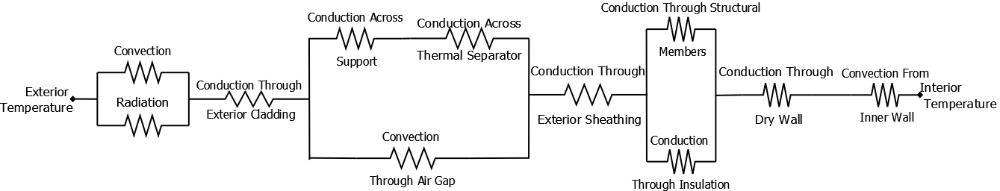 Exterior
Temperature
Convection
Radiation
Conduction Through
Exterior Cladding
Conduction Across
Support
Conduction Across
Thermal Separator
Convection
Through Air Gap
Conduction Through
Exterior Sheathing
Conduction Through Structural
Members
Conduction
Through Insulation
Conduction Through
Dry Wall
Convection From
Inner Wall
Interior
Temperature